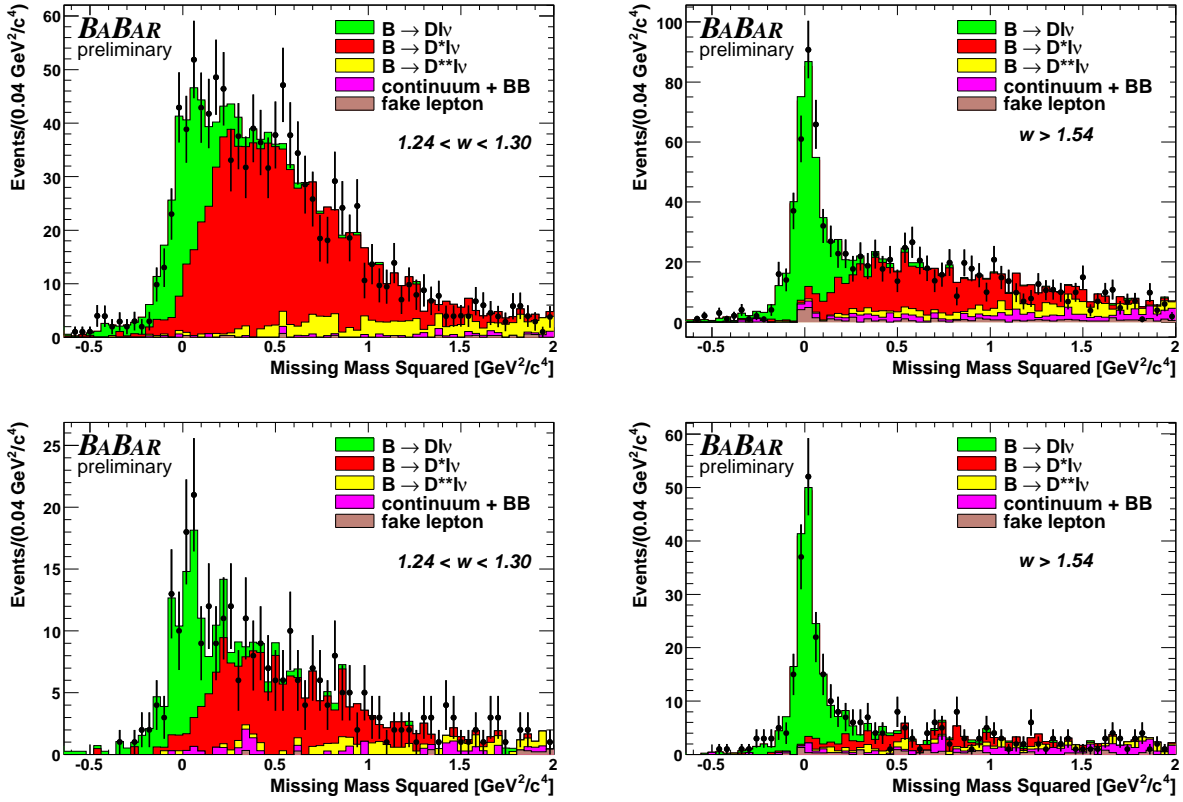 BABAR
preliminary
B → Dlν
B → D*lν
B → D**lν
continuum + BB
fake lepton
1.24 < w < 1.30
Events/(0.04 GeV²/c⁴)
60
50
40
30
20
10
0
-0.5 0 0.5 1 1.5 2
Missing Mass Squared [GeV²/c⁴]
BABAR
preliminary
B → Dlν
B → D*lν
B → D**lν
continuum + BB
fake lepton
w > 1.54
Events/(0.04 GeV²/c⁴)
100
80
60
40
20
0
-0.5 0 0.5 1 1.5 2
Missing Mass Squared [GeV²/c⁴]
BABAR
preliminary
B → Dlν
B → D*lν
B → D**lν
continuum + BB
fake lepton
1.24 < w < 1.30
Events/(0.04 GeV²/c⁴)
25
20
15
10
5
0
-0.5 0 0.5 1 1.5 2
Missing Mass Squared [GeV²/c⁴]
BABAR
preliminary
B → Dlν
B → D*lν
B → D**lν
continuum + BB
fake lepton
w > 1.54
Events/(0.04 GeV²/c⁴)
60
50
40
30
20
10
0
-0.5 0 0.5 1 1.5 2
Missing Mass Squared [GeV²/c⁴]